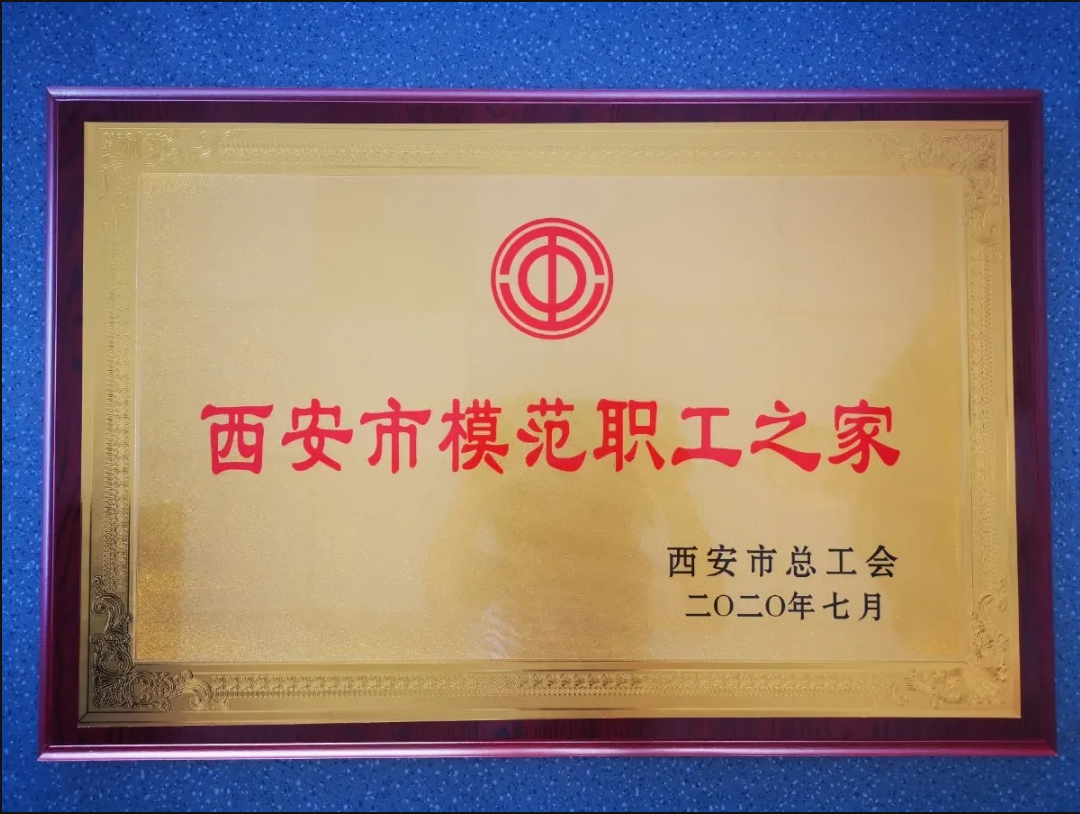 西安市模范职工之家
西安市总工会
二〇二〇年七月